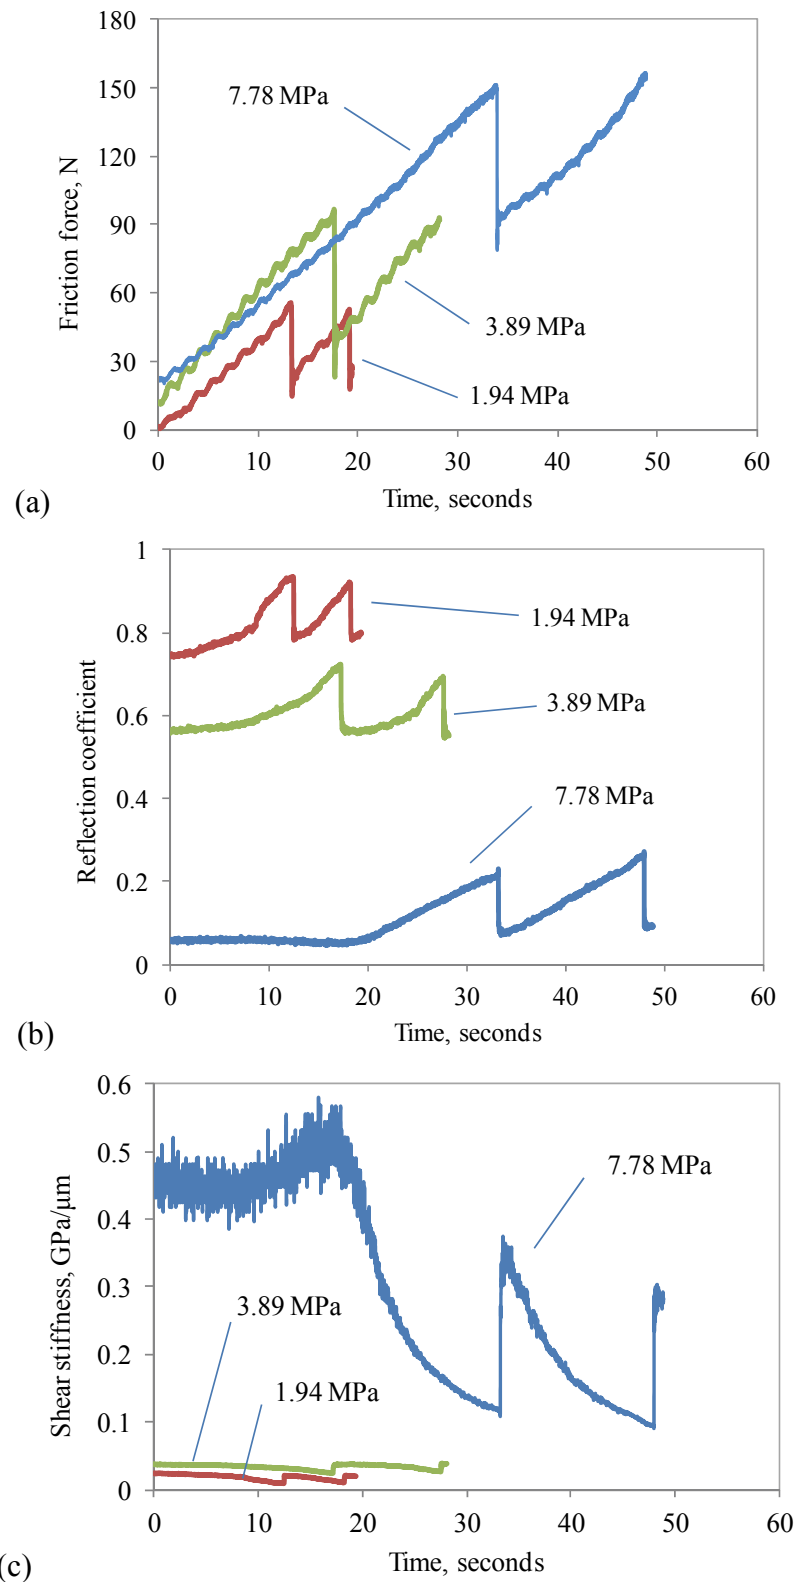 180
150
120
90
60
30
0
Friction force, N
7.78 MPa
3.89 MPa
1.94 MPa
0 10 20 30 40 50 60
Time, seconds
(a)
1
0.8
0.6
0.4
0.2
0
Reflection coefficient
1.94 MPa
3.89 MPa
7.78 MPa
0 10 20 30 40 50 60
Time, seconds
(b)
0.6
0.5
0.4
0.3
0.2
0.1
0
Shear stiffness, GPa/μm
7.78 MPa
3.89 MPa
1.94 MPa
0 10 20 30 40 50 60
Time, seconds
(c)